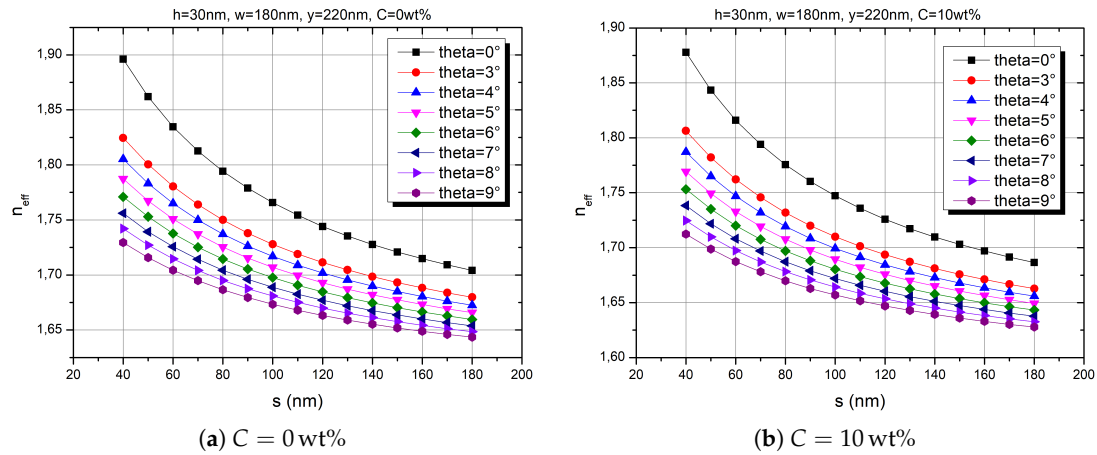 h=30nm, w=180nm, y=220nm, C=0wt%
1,90
1,85
1,80
1,75
1,70
1,65
n_eff
theta=0°
theta=3°
theta=4°
theta=5°
theta=6°
theta=7°
theta=8°
theta=9°
20 40 60 80 100 120 140 160 180 200
s (nm)
(a) C = 0 wt%
h=30nm, w=180nm, y=220nm, C=10wt%
1,90
1,85
1,80
1,75
1,70
1,65
1,60
n_eff
theta=0°
theta=3°
theta=4°
theta=5°
theta=6°
theta=7°
theta=8°
theta=9°
20 40 60 80 100 120 140 160 180 200
s (nm)
(b) C = 10 wt%